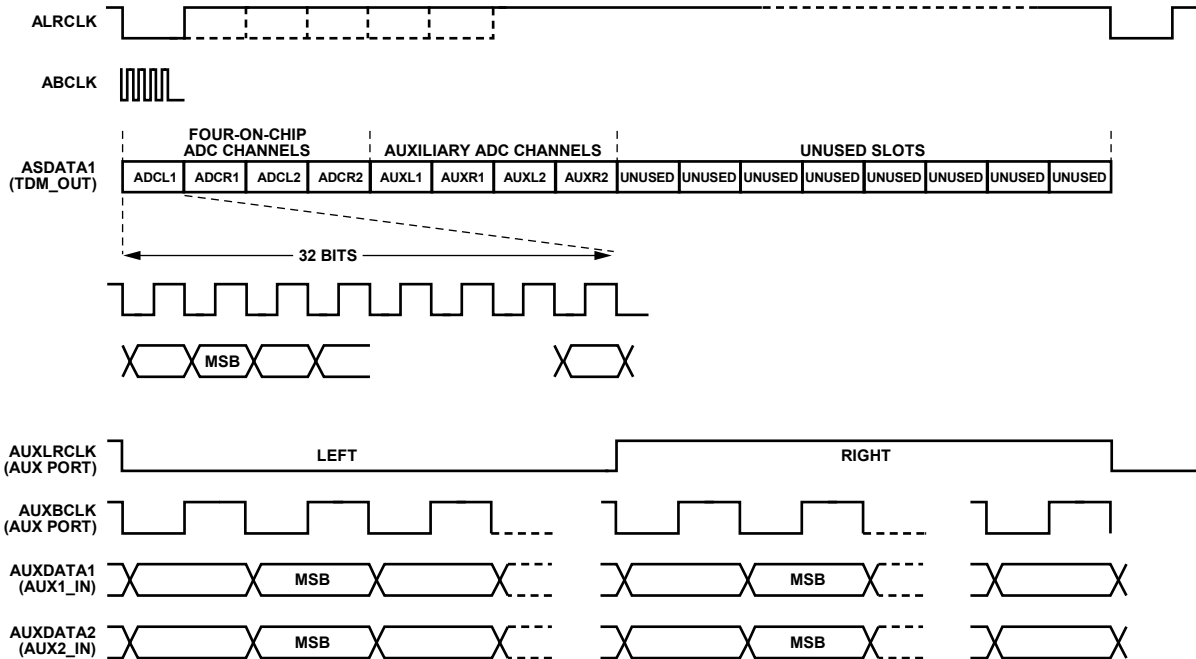 ALRCLK
ABCLK
FOUR-ON-CHIP
ADC CHANNELS
AUXILIARY ADC CHANNELS
UNUSED SLOTS
ASDATA1
(TDM_OUT)
ADCL1 ADCR1 ADCL2 ADCR2 AUXL1 AUXR1 AUXL2 AUXR2 UNUSED UNUSED UNUSED UNUSED UNUSED UNUSED UNUSED UNUSED
32 BITS
MSB
AUXLRCLK
(AUX PORT)
LEFT
RIGHT
AUXBCLK
(AUX PORT)
AUXDATA1
(AUX1_IN)
MSB
MSB
AUXDATA2
(AUX2_IN)
MSB
MSB